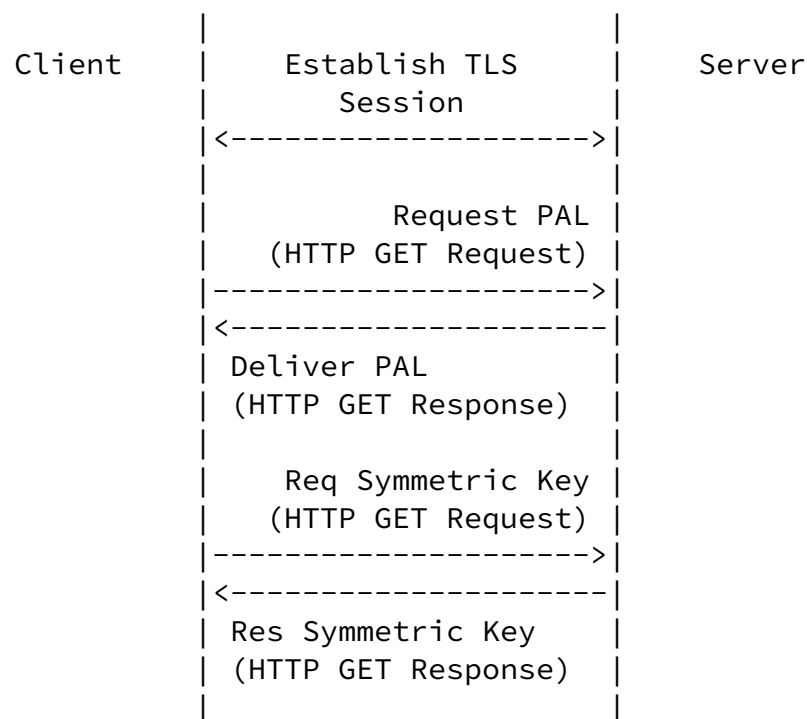 Client Establish TLS Server
Session
Request PAL
(HTTP GET Request)
Deliver PAL
(HTTP GET Response)
Req Symmetric Key
(HTTP GET Request)
Res Symmetric Key
(HTTP GET Response)